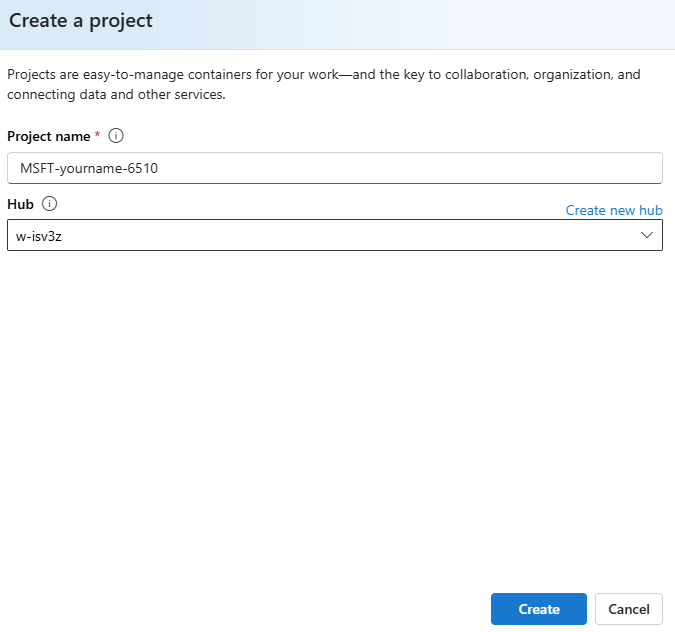 Create a project
Projects are easy-to-manage containers for your work—and the key to collaboration, organization, and
connecting data and other services.
Project name *
MSFT-yourname-6510
Hub
Create new hub
w-isv3z
Create
Cancel